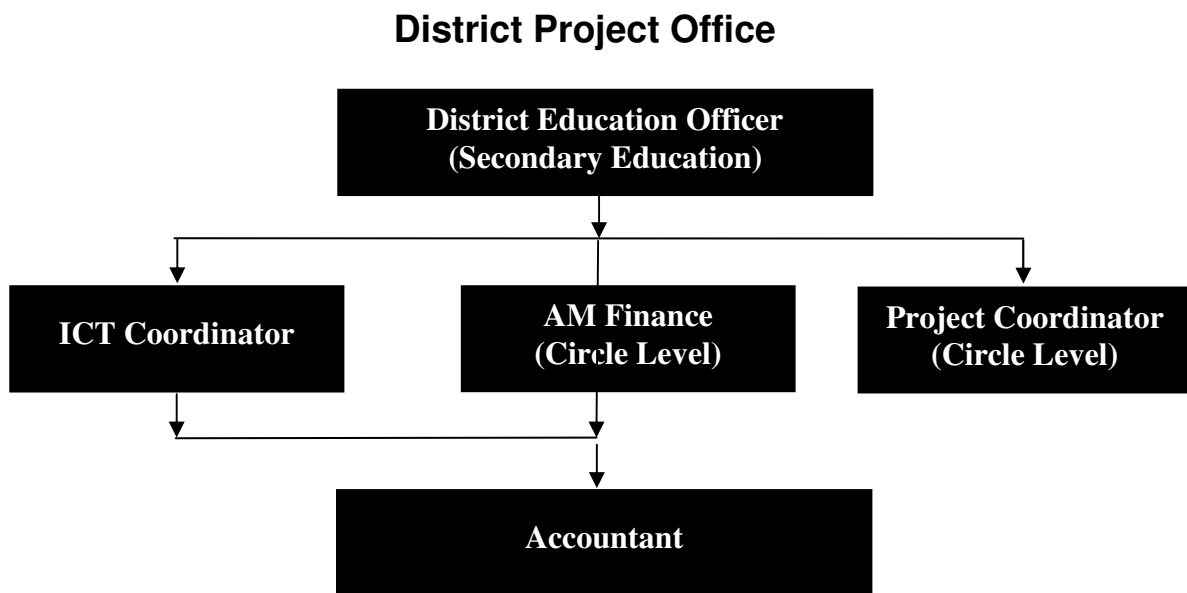 District Project Office
District Education Officer
(Secondary Education)
ICT Coordinator
AM Finance
(Circle Level)
Project Coordinator
(Circle Level)
Accountant